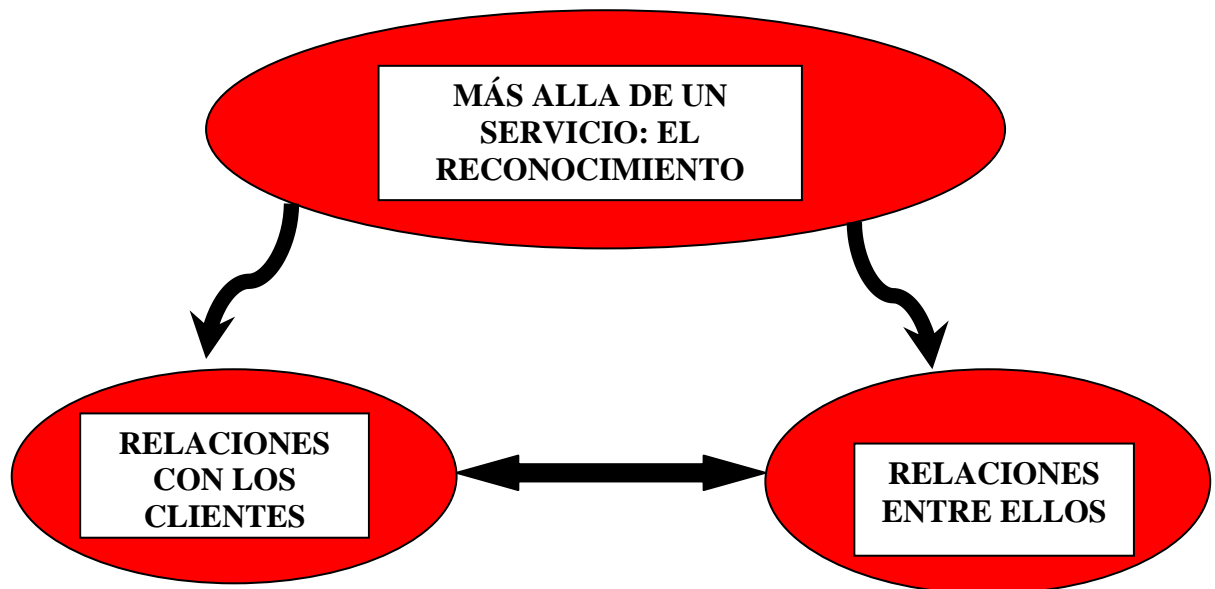 MÁS ALLA DE UN
SERVICIO: EL
RECONOCIMIENTO
RELACIONES
CON LOS
CLIENTES
RELACIONES
ENTRE ELLOS